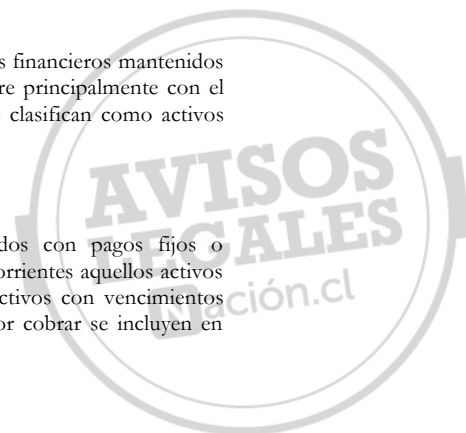 s financieros mantenidos
re principalmente con el
clasifican como activos
AVISOS
LEGALES
Nación.cl
dos con pagos fijos o
orrientes aquellos activos
ctivos con vencimientos
or cobrar se incluyen en